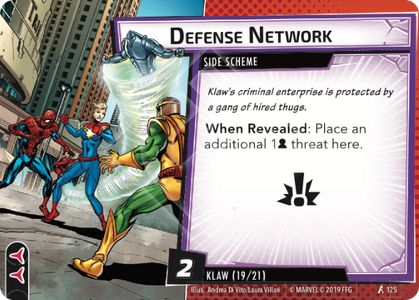 DEFENSE NETWORK
SIDE SCHEME
Klaw's criminal enterprise is protected by
a gang of hired thugs.
When Revealed: Place an
additional 1 threat here.
2
KLAW (19/21)
Illus. Andrea Di Vito/Laura Villari © MARVEL © 2019 FFG 125